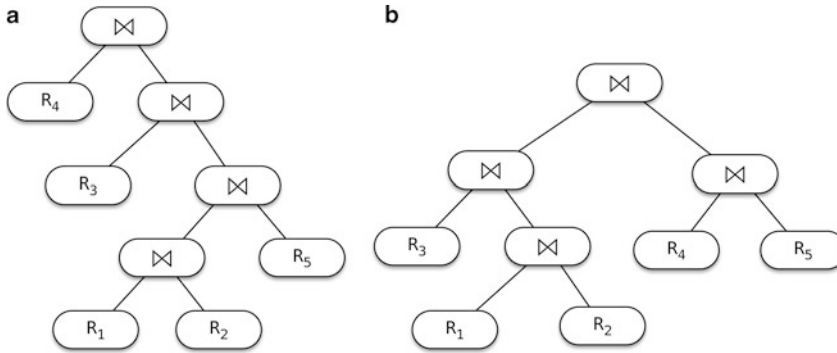 a
⋈
R₄
⋈
R₃
⋈
⋈
R₅
R₁
R₂
b
⋈
⋈
⋈
R₃
⋈
R₄
R₅
R₁
R₂